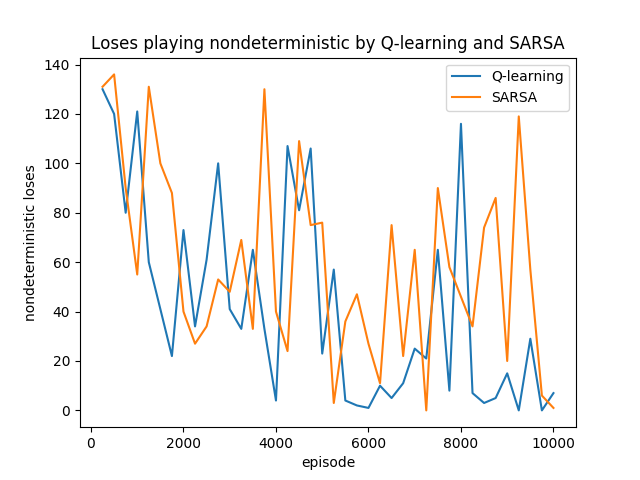 Loses playing nondeterministic by Q-learning and SARSA
Q-learning
SARSA
nondeterministic loses
140
120
100
80
60
40
20
0
0 2000 4000 6000 8000 10000
episode